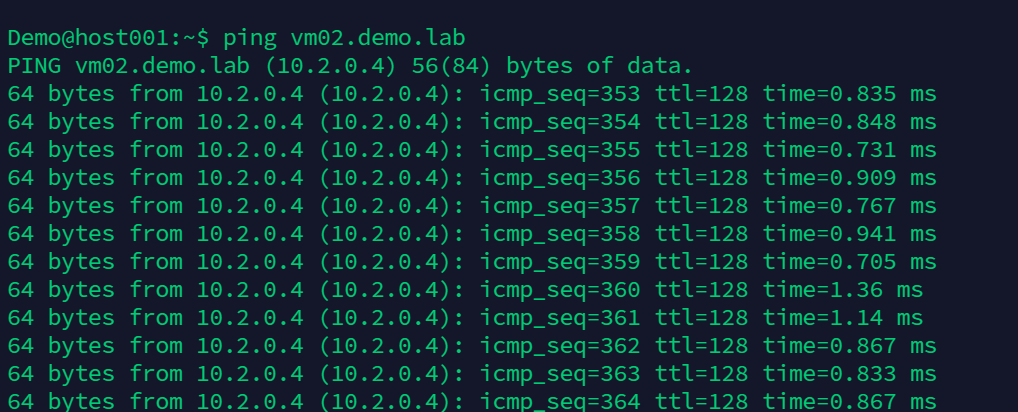 Demo@host001:~$ ping vm02.demo.lab
PING vm02.demo.lab (10.2.0.4) 56(84) bytes of data.
64 bytes from 10.2.0.4 (10.2.0.4): icmp_seq=353 ttl=128 time=0.835 ms
64 bytes from 10.2.0.4 (10.2.0.4): icmp_seq=354 ttl=128 time=0.848 ms
64 bytes from 10.2.0.4 (10.2.0.4): icmp_seq=355 ttl=128 time=0.731 ms
64 bytes from 10.2.0.4 (10.2.0.4): icmp_seq=356 ttl=128 time=0.909 ms
64 bytes from 10.2.0.4 (10.2.0.4): icmp_seq=357 ttl=128 time=0.767 ms
64 bytes from 10.2.0.4 (10.2.0.4): icmp_seq=358 ttl=128 time=0.941 ms
64 bytes from 10.2.0.4 (10.2.0.4): icmp_seq=359 ttl=128 time=0.705 ms
64 bytes from 10.2.0.4 (10.2.0.4): icmp_seq=360 ttl=128 time=1.36 ms
64 bytes from 10.2.0.4 (10.2.0.4): icmp_seq=361 ttl=128 time=1.14 ms
64 bytes from 10.2.0.4 (10.2.0.4): icmp_seq=362 ttl=128 time=0.867 ms
64 bytes from 10.2.0.4 (10.2.0.4): icmp_seq=363 ttl=128 time=0.833 ms
64 bytes from 10.2.0.4 (10.2.0.4): icmp_seq=364 ttl=128 time=0.867 ms